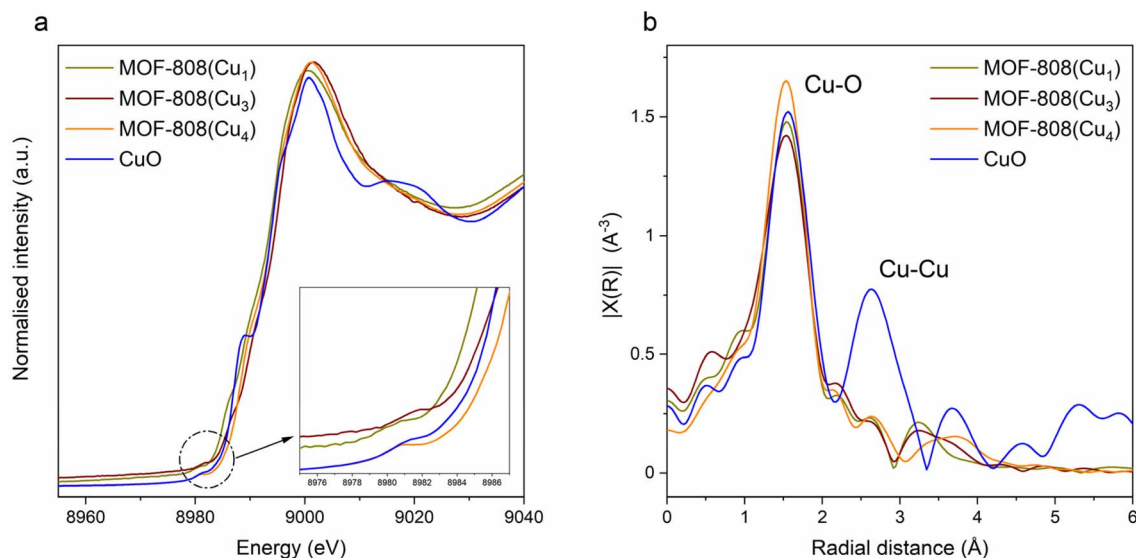 a
MOF-808(Cu₁)
MOF-808(Cu₃)
MOF-808(Cu₄)
CuO
Normalised intensity (a.u.)
8976 8978 8980 8982 8984 8986
8960 8980 9000 9020 9040
Energy (eV)
b
Cu-O
MOF-808(Cu₁)
MOF-808(Cu₃)
MOF-808(Cu₄)
CuO
Cu-Cu
|X(R)| (A⁻³)
1.5
1
0.5
0
0 1 2 3 4 5 6
Radial distance (Å)